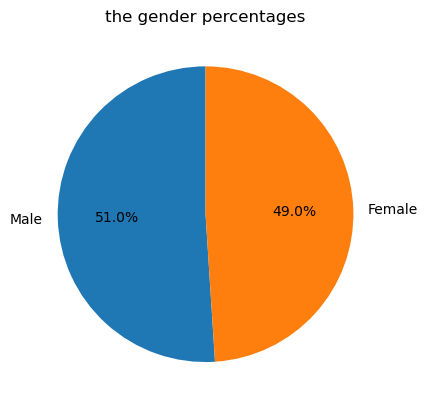 the gender percentages
Male
51.0%
49.0%
Female